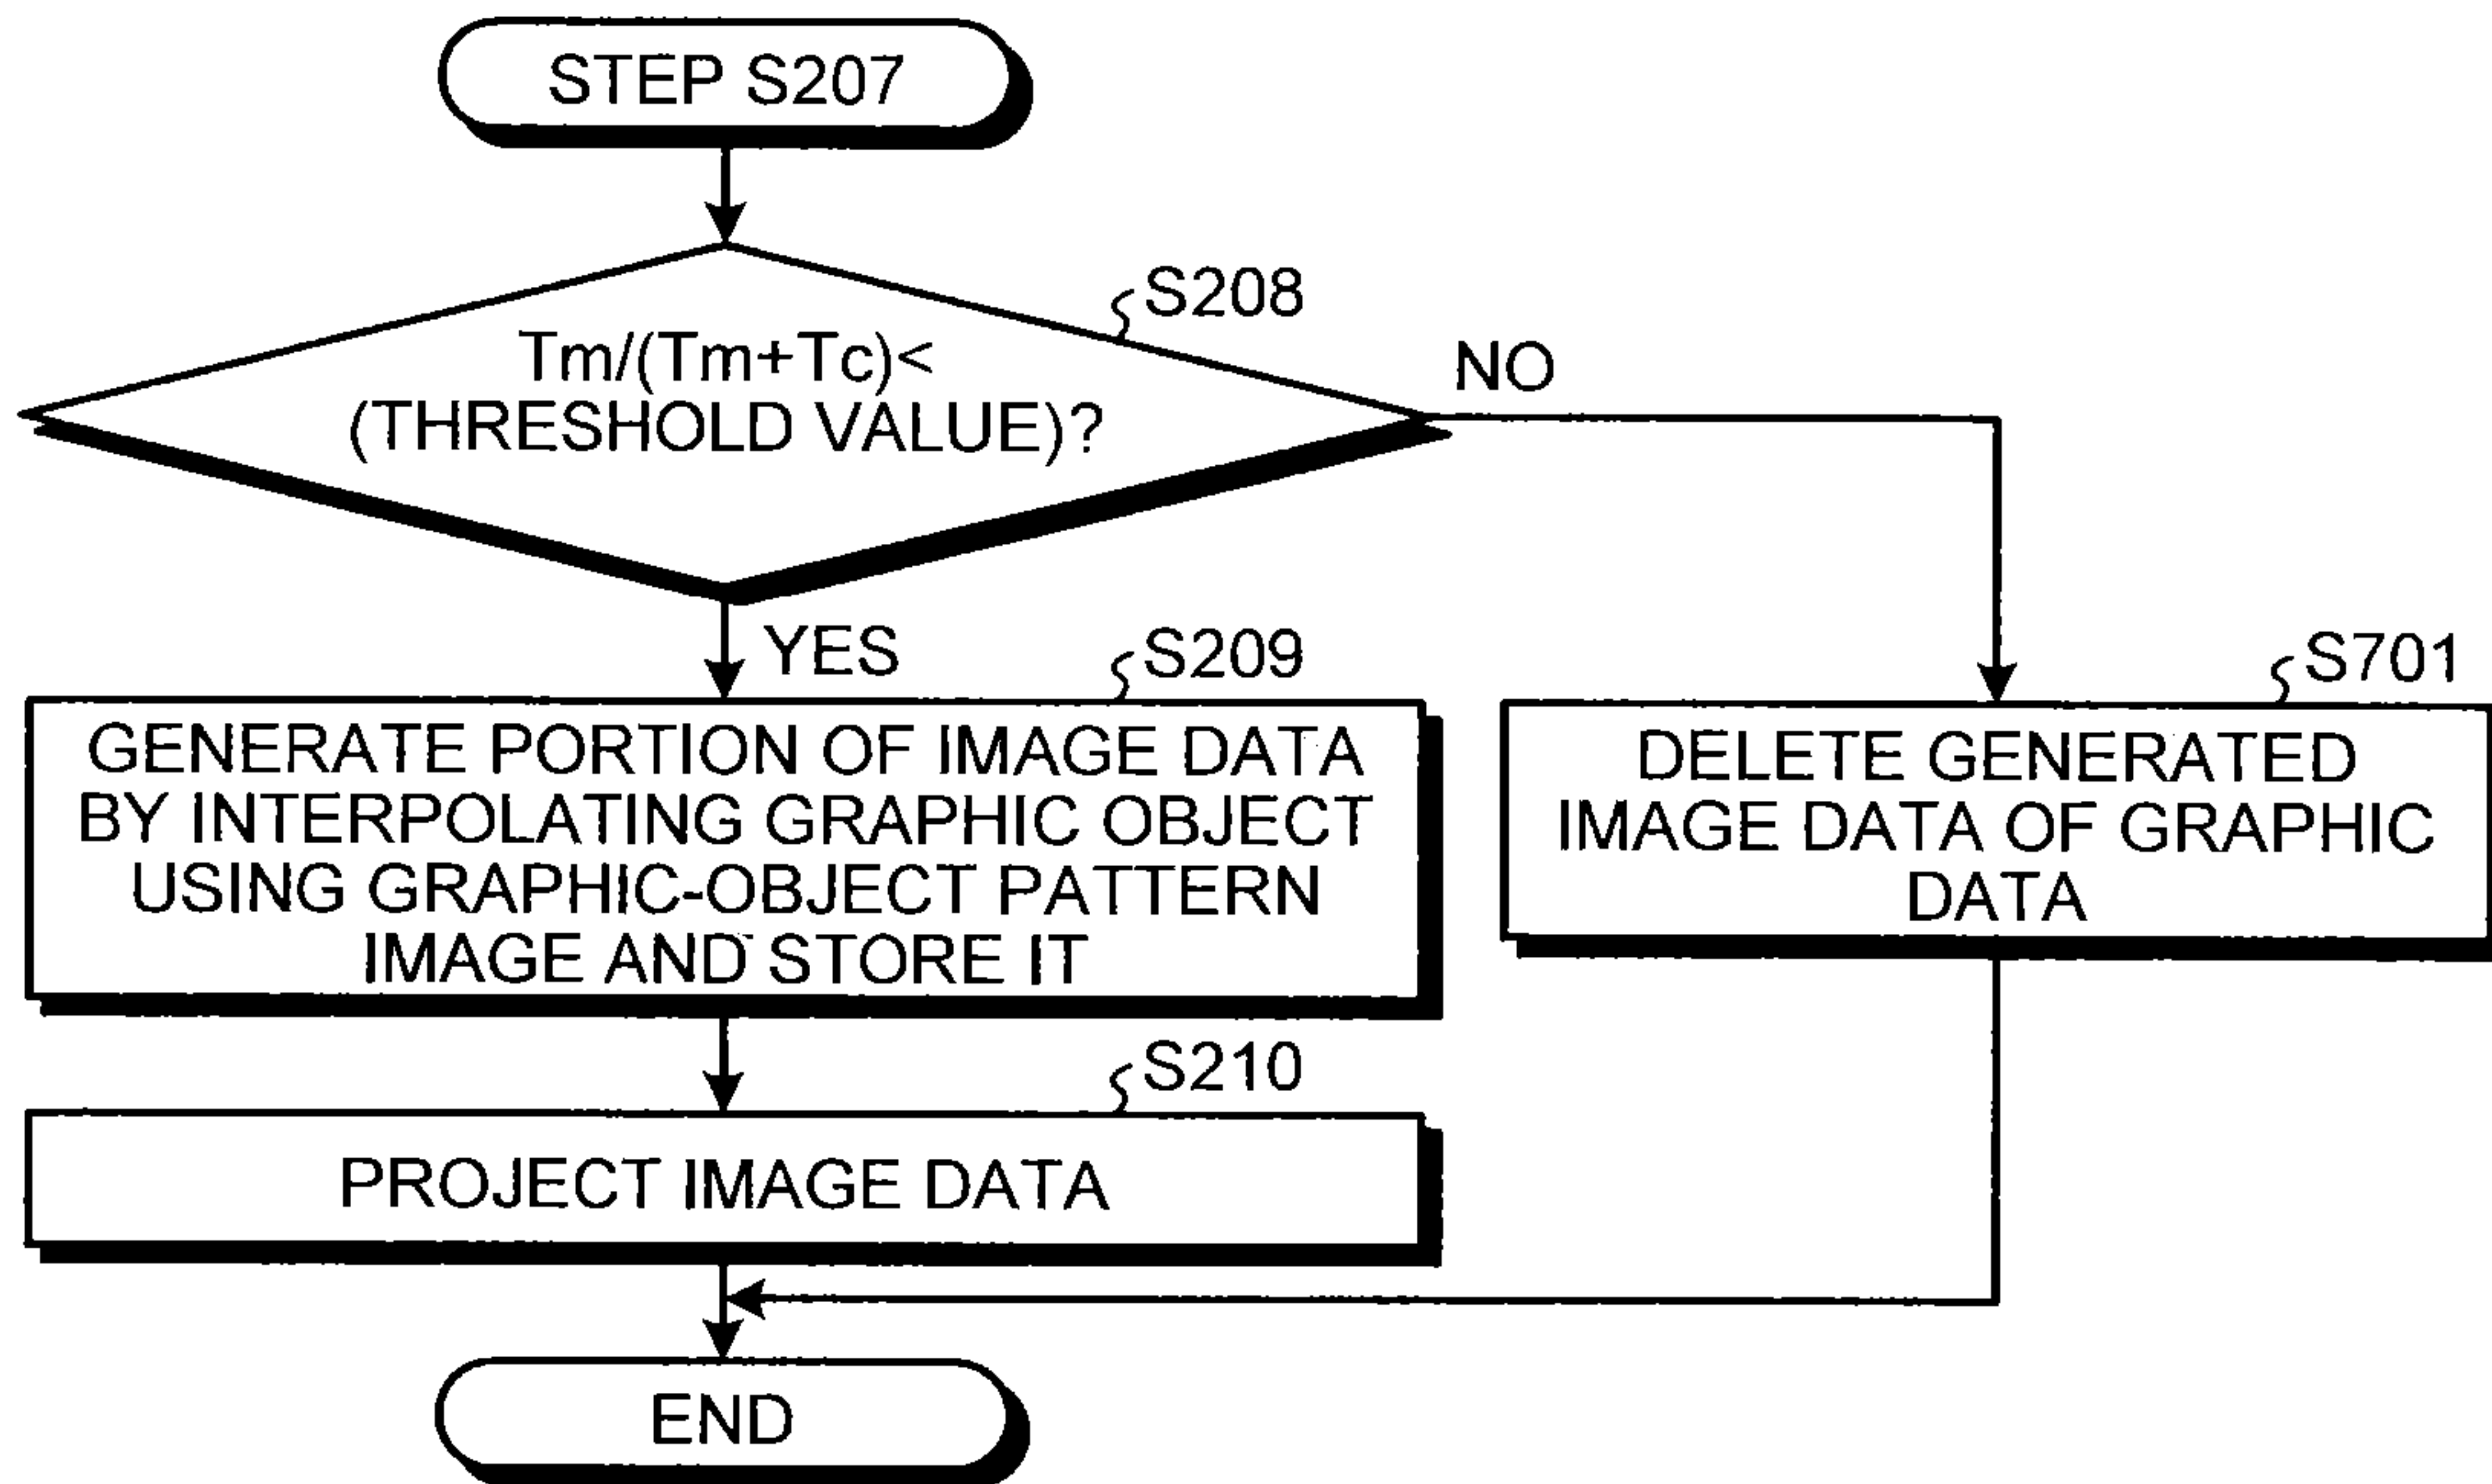 STEP S207
S208
Tm/(Tm+Tc)<
(THRESHOLD VALUE)?
NO
YES
S209
GENERATE PORTION OF IMAGE DATA
BY INTERPOLATING GRAPHIC OBJECT
USING GRAPHIC-OBJECT PATTERN
IMAGE AND STORE IT
S701
DELETE GENERATED
IMAGE DATA OF GRAPHIC
DATA
S210
PROJECT IMAGE DATA
END